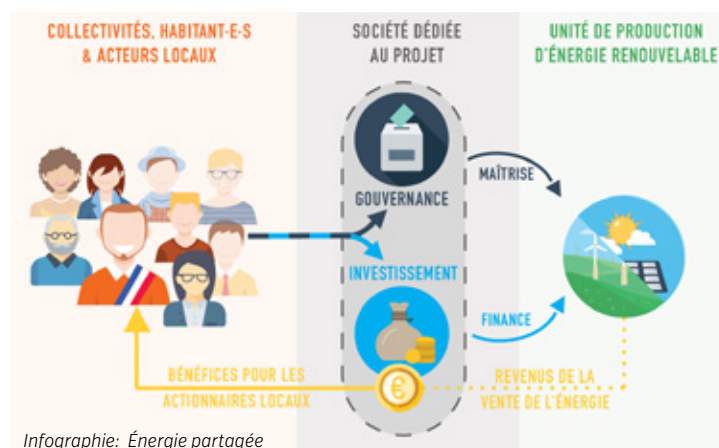 COLLECTIVITÉS, HABITANT·E·S
& ACTEURS LOCAUX
SOCIÉTÉ DÉDIÉE
AU PROJET
UNITÉ DE PRODUCTION
D'ÉNERGIE RENOUVELABLE
GOUVERNANCE
MAÎTRISE
INVESTISSEMENT
FINANCE
€
BÉNÉFICES POUR LES
ACTIONNAIRES LOCAUX
REVENUS DE LA
VENTE DE L'ÉNERGIE
Infographie: Énergie partagée